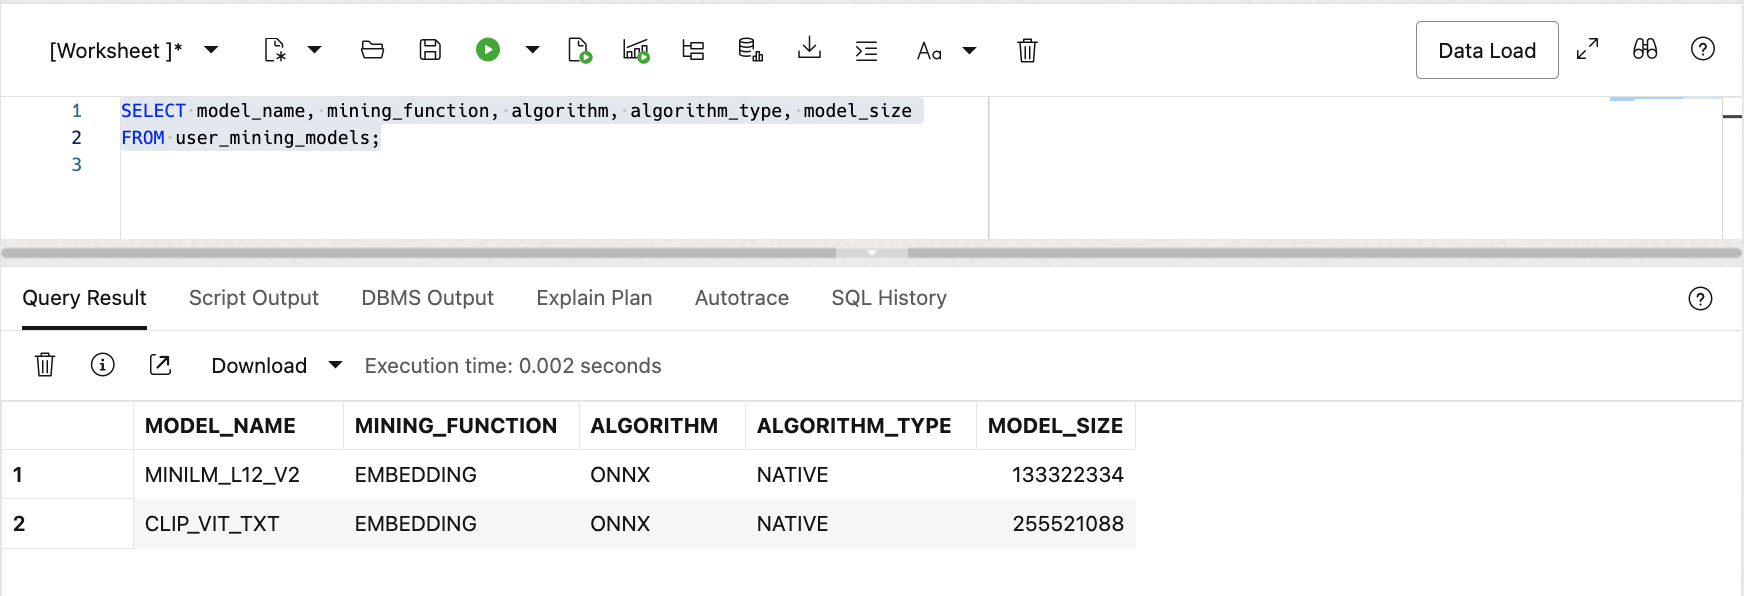 [Worksheet ]* Aa Data Load
1 SELECT model_name, mining_function, algorithm, algorithm_type, model_size
2 FROM user_mining_models;
3
Query Result Script Output DBMS Output Explain Plan Autotrace SQL History
Download Execution time: 0.002 seconds
MODEL_NAME MINING_FUNCTION ALGORITHM ALGORITHM_TYPE MODEL_SIZE
1 MINILM_L12_V2 EMBEDDING ONNX NATIVE 133322334
2 CLIP_VIT_TXT EMBEDDING ONNX NATIVE 255521088